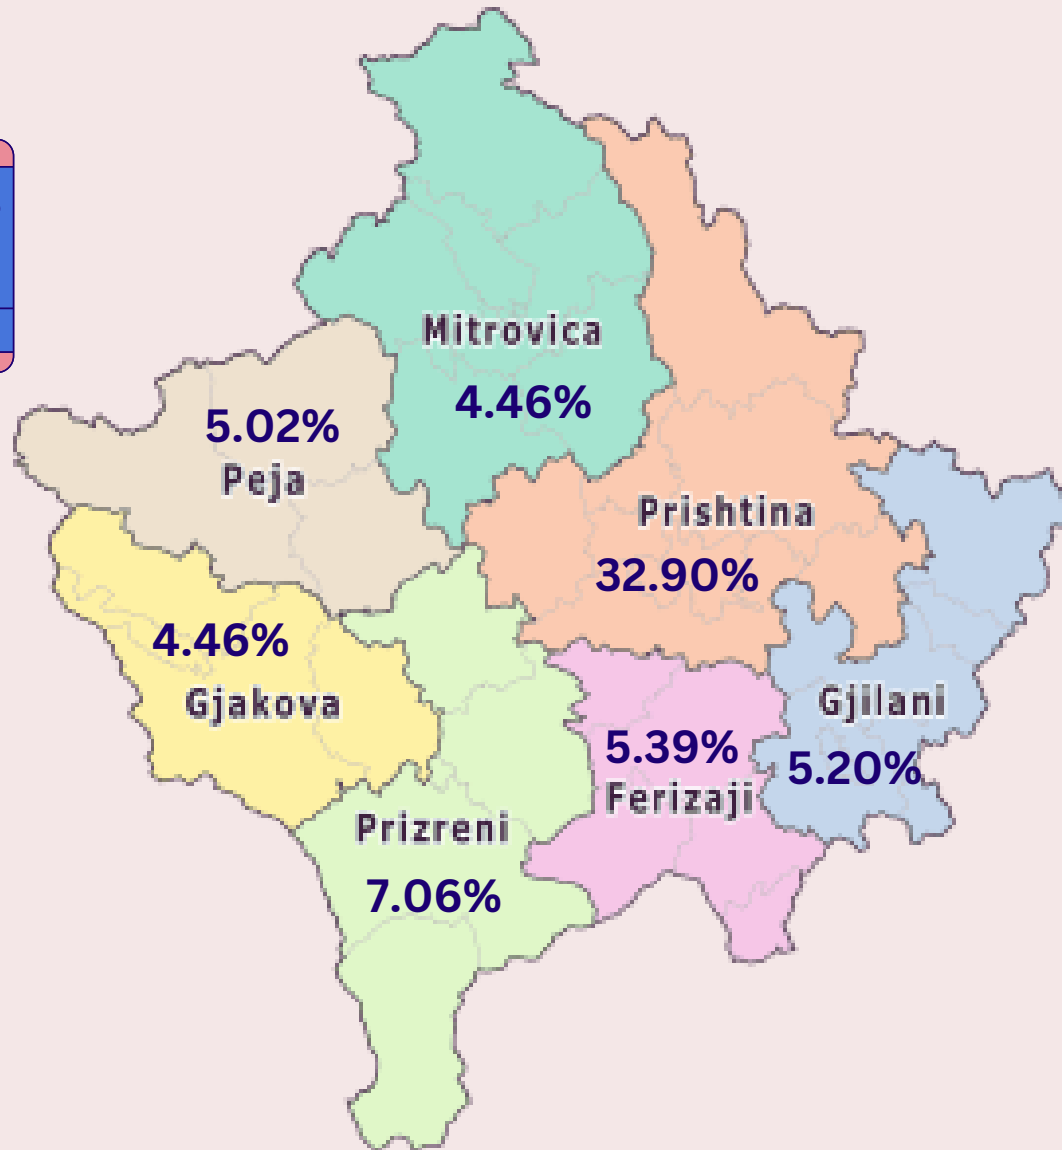 Mitrovica
4.46%
5.02%
Peja
Prishtina
32.90%
4.46%
Gjakova
Gjilani
5.20%
5.39%
Ferizaji
Prizreni
7.06%